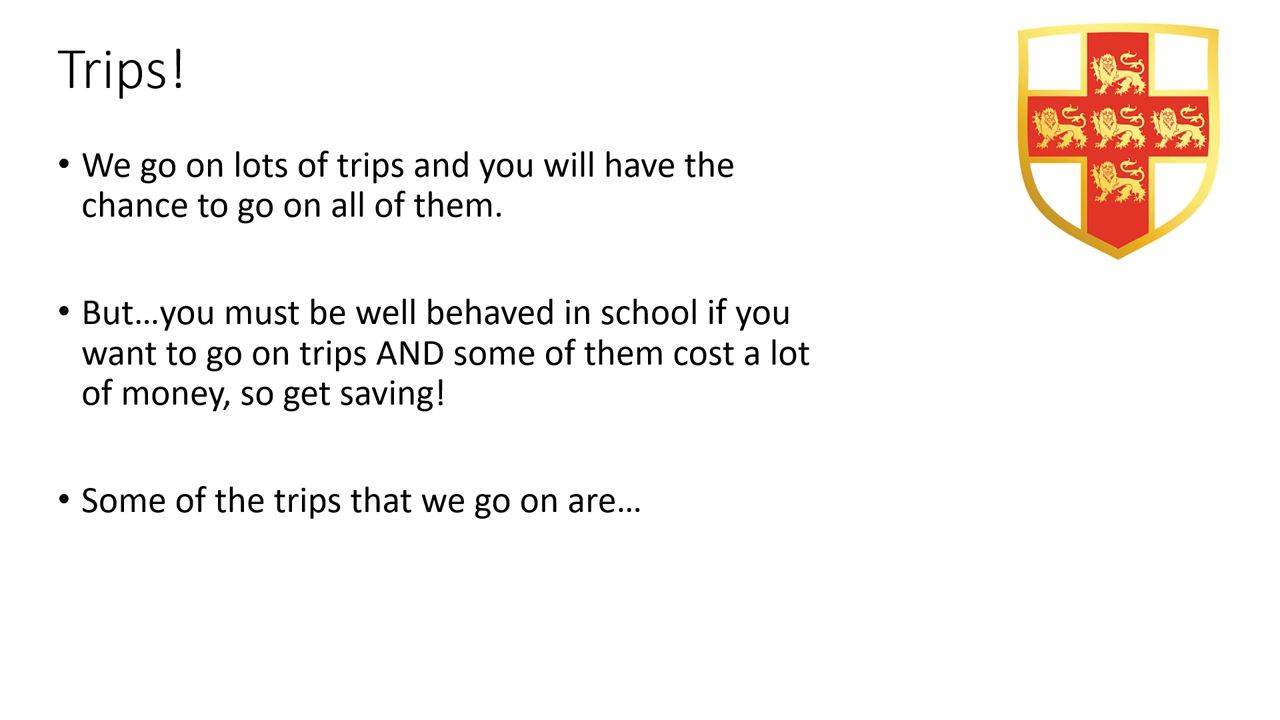 Trips!
• We go on lots of trips and you will have the
chance to go on all of them.
• But…you must be well behaved in school if you
want to go on trips AND some of them cost a lot
of money, so get saving!
• Some of the trips that we go on are…